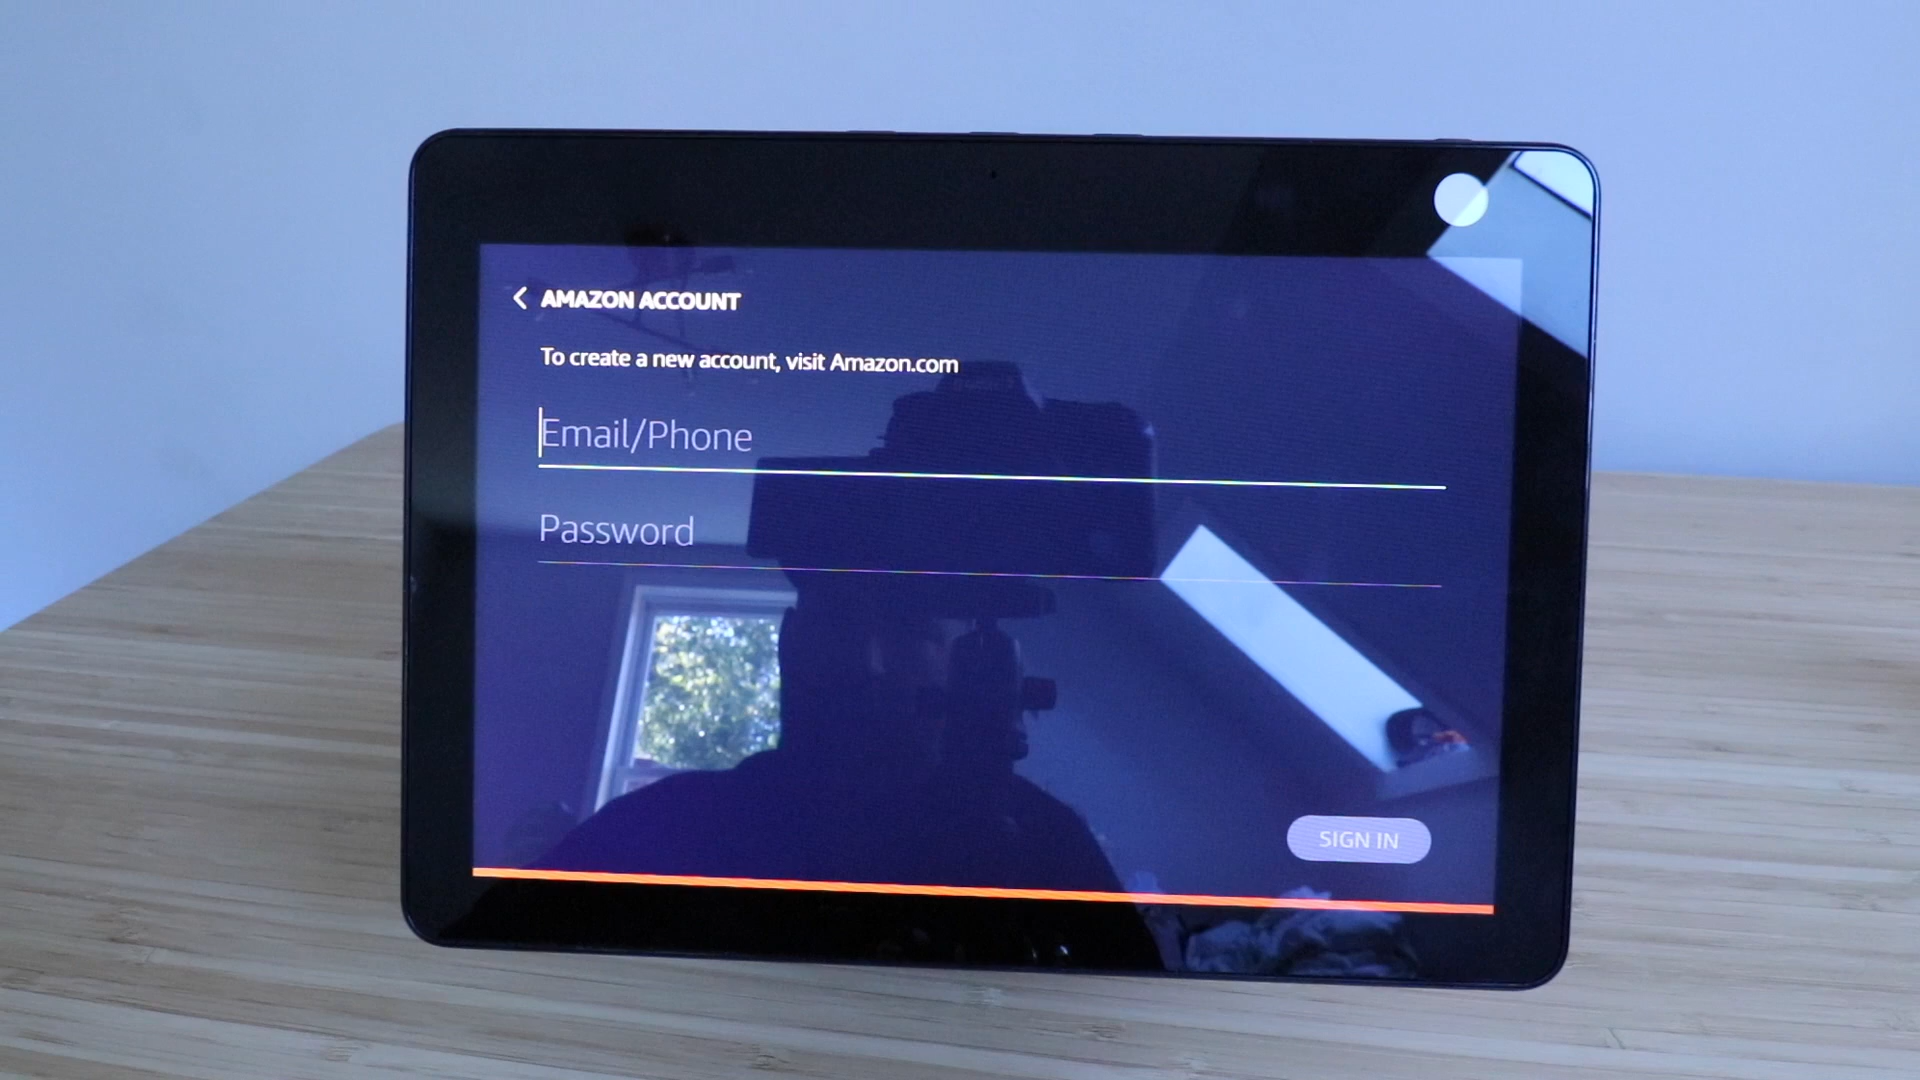 AMAZON ACCOUNT
To create a new account, visit Amazon.com
Email/Phone
Password
SIGN IN